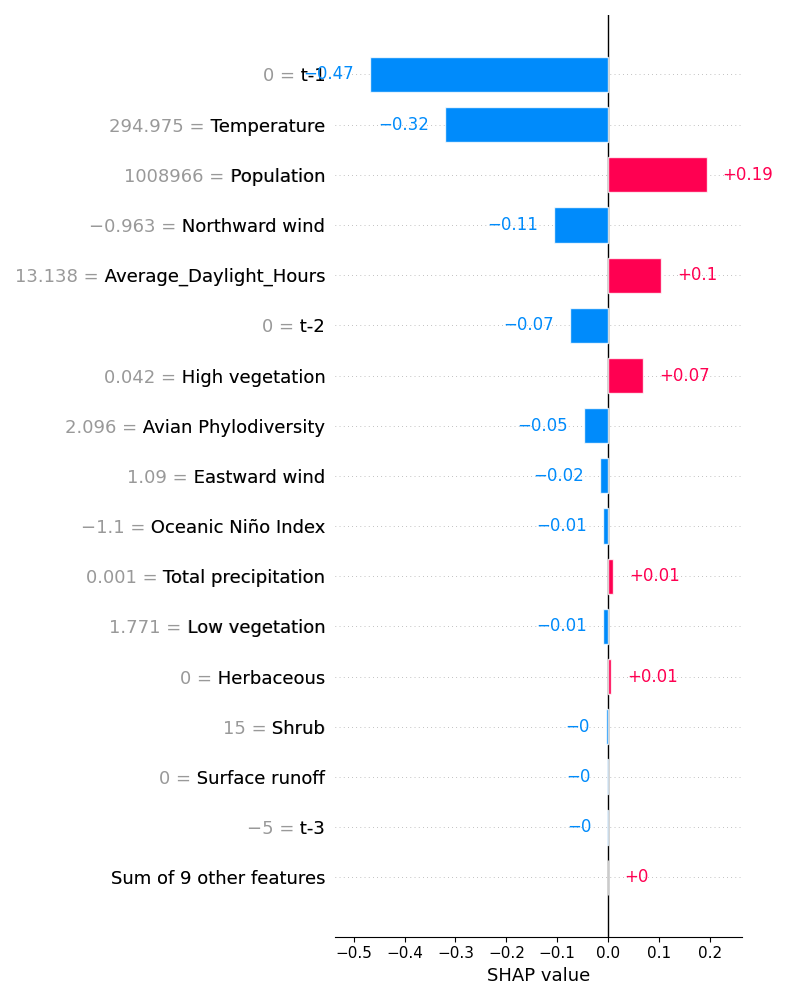 0 = t-1 −0.47
294.975 = Temperature −0.32
1008966 = Population +0.19
−0.963 = Northward wind −0.11
13.138 = Average_Daylight_Hours +0.1
0 = t-2 −0.07
0.042 = High vegetation +0.07
2.096 = Avian Phylodiversity −0.05
1.09 = Eastward wind −0.02
−1.1 = Oceanic Niño Index −0.01
0.001 = Total precipitation +0.01
1.771 = Low vegetation −0.01
0 = Herbaceous +0.01
15 = Shrub −0
0 = Surface runoff −0
−5 = t-3 −0
Sum of 9 other features +0
−0.5 −0.4 −0.3 −0.2 −0.1 0.0 0.1 0.2
SHAP value